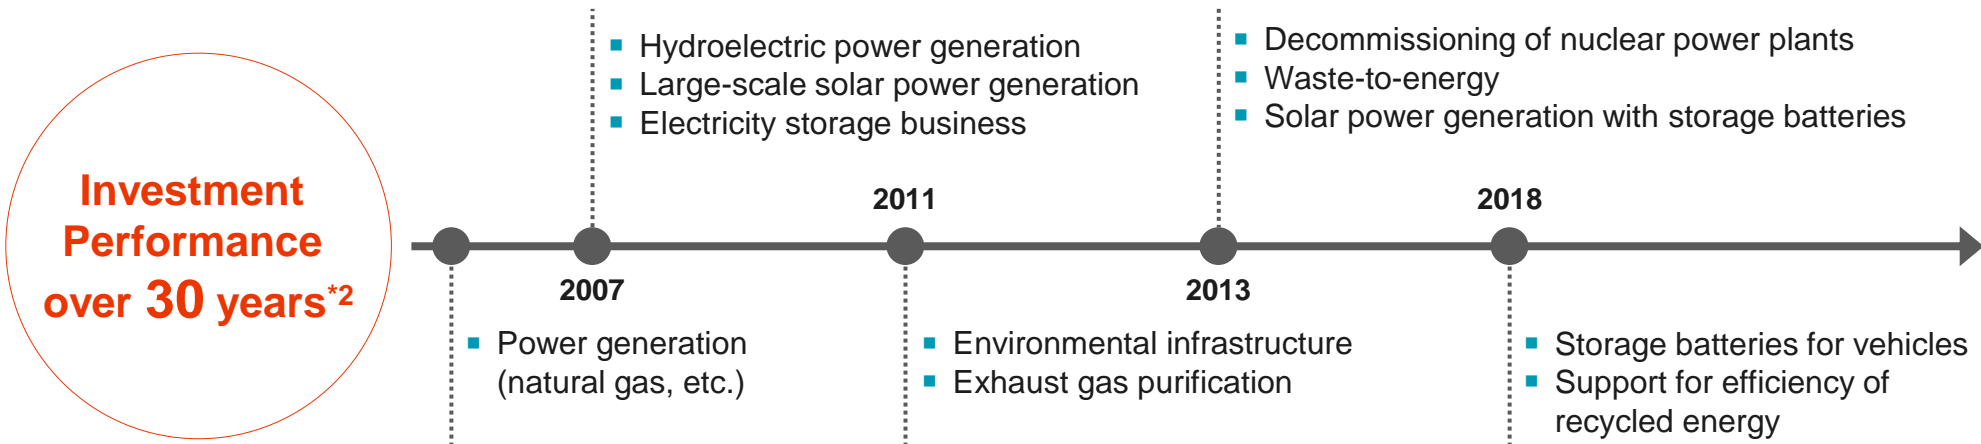 Investment
Performance
over 30 years*2
Hydroelectric power generation
Large-scale solar power generation
Electricity storage business
Decommissioning of nuclear power plants
Waste-to-energy
Solar power generation with storage batteries
2011
2018
2007
2013
Power generation
(natural gas, etc.)
Environmental infrastructure
Exhaust gas purification
Storage batteries for vehicles
Support for efficiency of
recycled energy